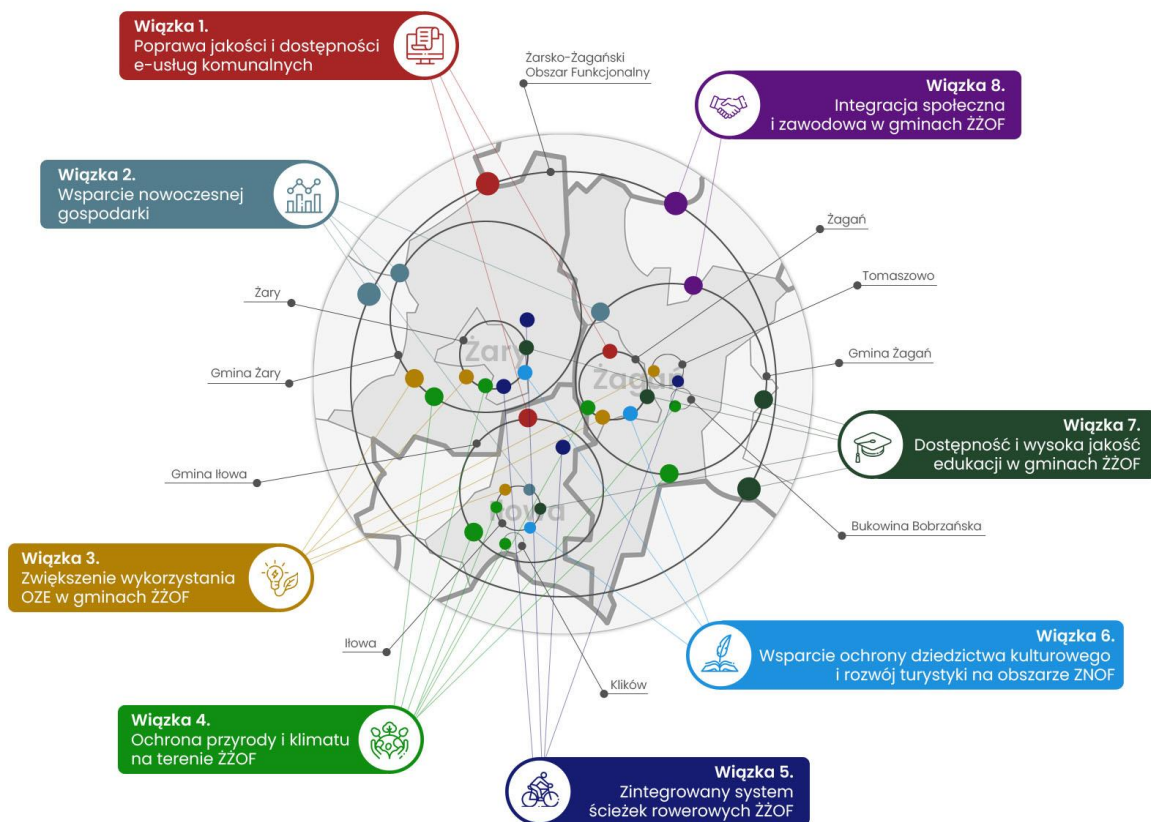 Wiązka 1.
Poprawa jakości i dostępności
e-usług komunalnych
Żarsko-Żagański
Obszar Funkcjonalny
Wiązka 8.
Integracja społeczna
i zawodowa w gminach ŻŻOF
Wiązka 2.
Wsparcie nowoczesnej
gospodarki
Żagań
Tomaszowo
Żary
Żary
Żagań
Gmina Żary
Gmina Żagań
Wiązka 7.
Dostępność i wysoka jakość
edukacji w gminach ŻŻOF
Gmina Iłowa
Iłowa
Bukowina Bobrzańska
Wiązka 3.
Zwiększenie wykorzystania
OZE w gminach ŻŻOF
Iłowa
Wiązka 6.
Wsparcie ochrony dziedzictwa kulturowego
i rozwój turystyki na obszarze ZNOF
Klików
Wiązka 4.
Ochrona przyrody i klimatu
na terenie ŻŻOF
Wiązka 5.
Zintegrowany system
ścieżek rowerowych ŻŻOF